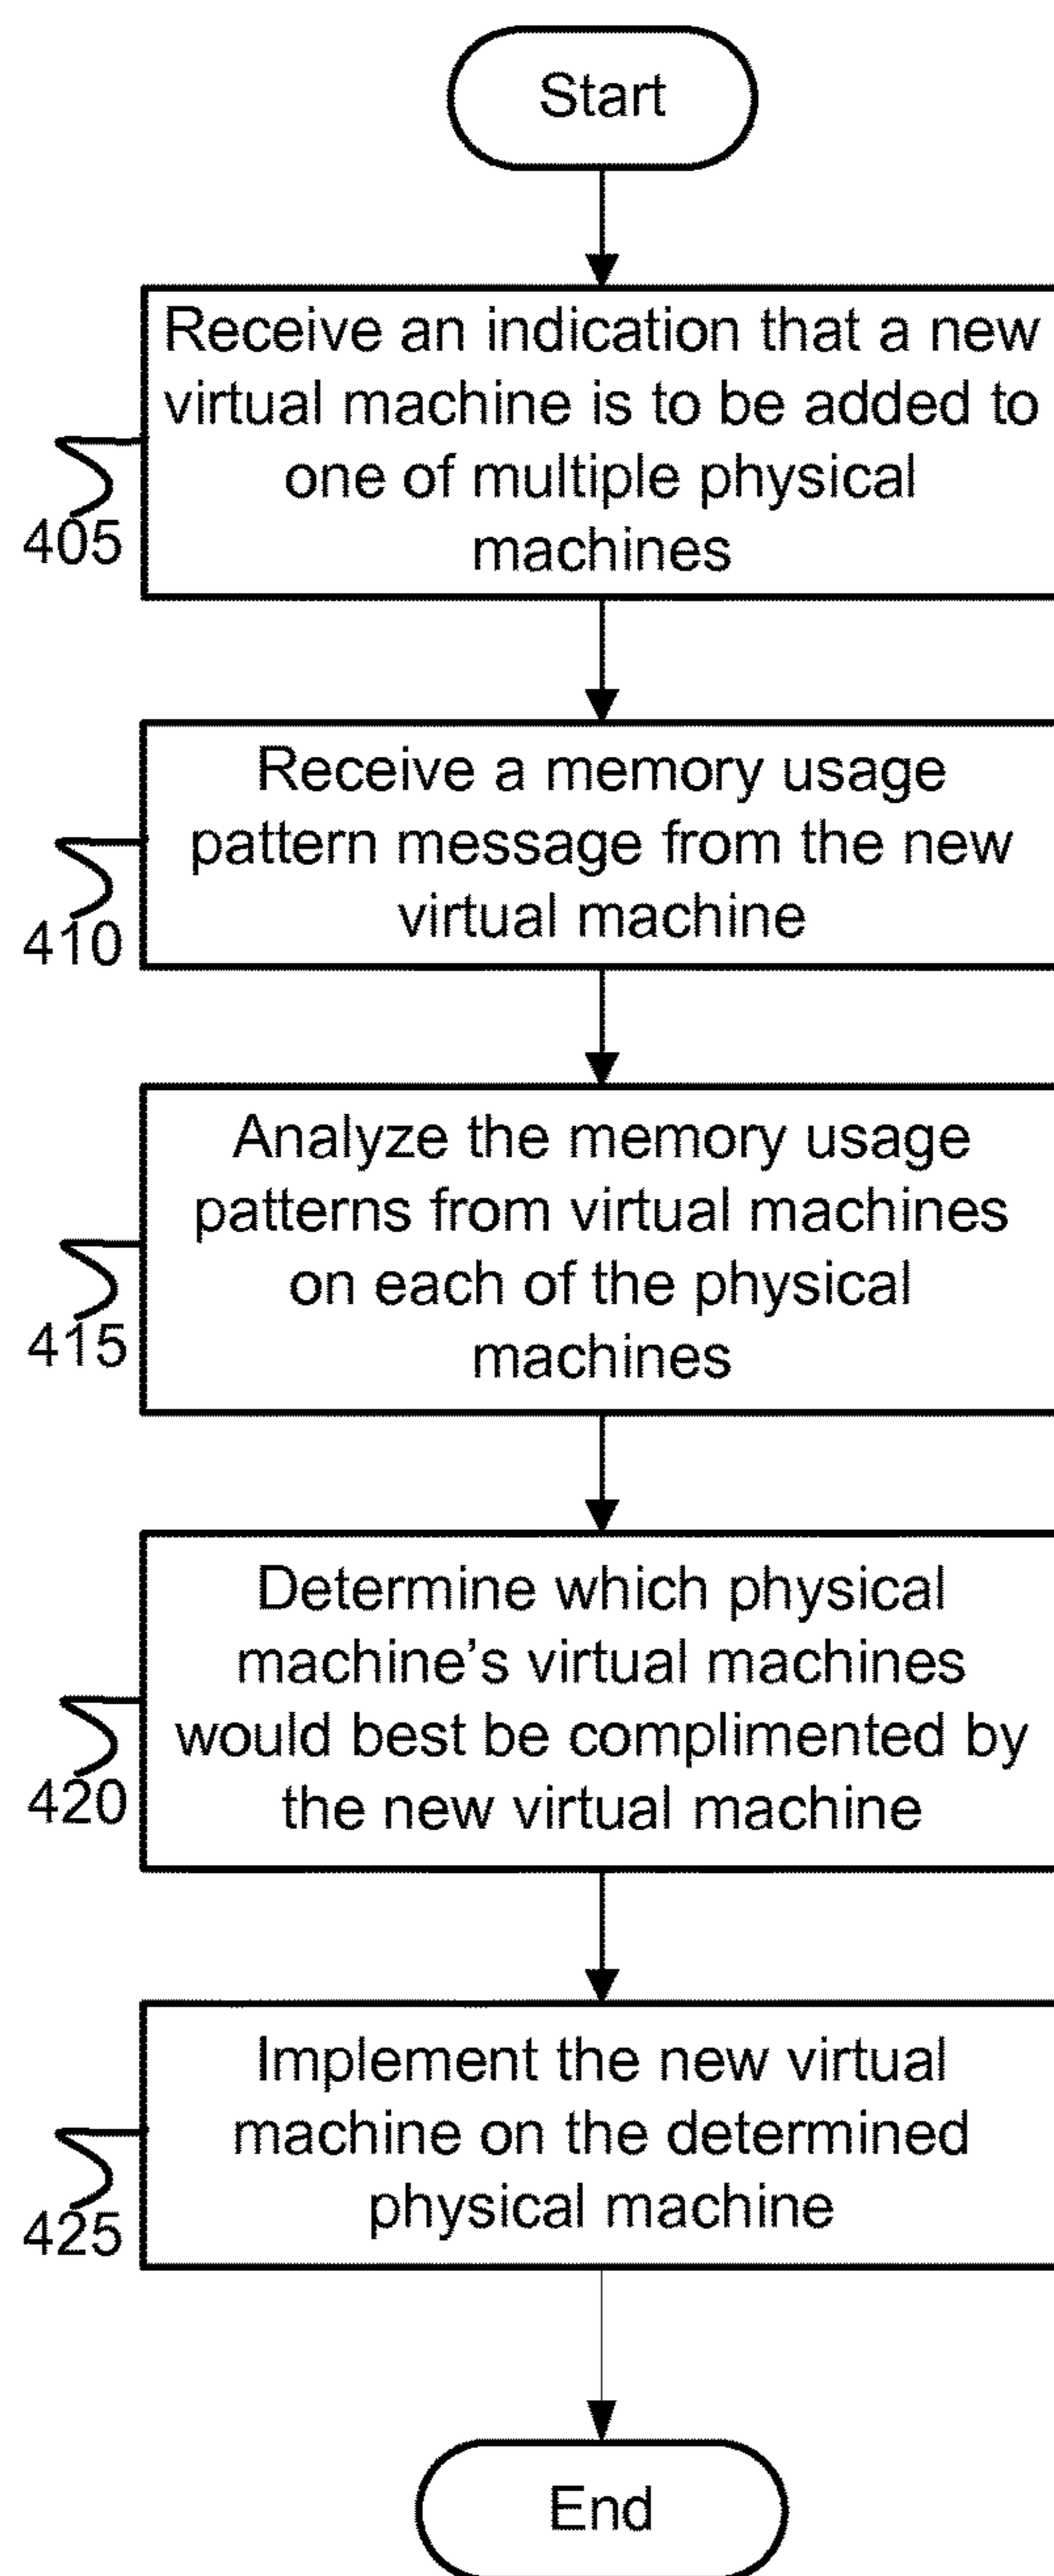 Start
Receive an indication that a new
virtual machine is to be added to
one of multiple physical
machines
405
Receive a memory usage
pattern message from the new
virtual machine
410
Analyze the memory usage
patterns from virtual machines
on each of the physical
machines
415
Determine which physical
machine's virtual machines
would best be complimented by
the new virtual machine
420
Implement the new virtual
machine on the determined
physical machine
425
End